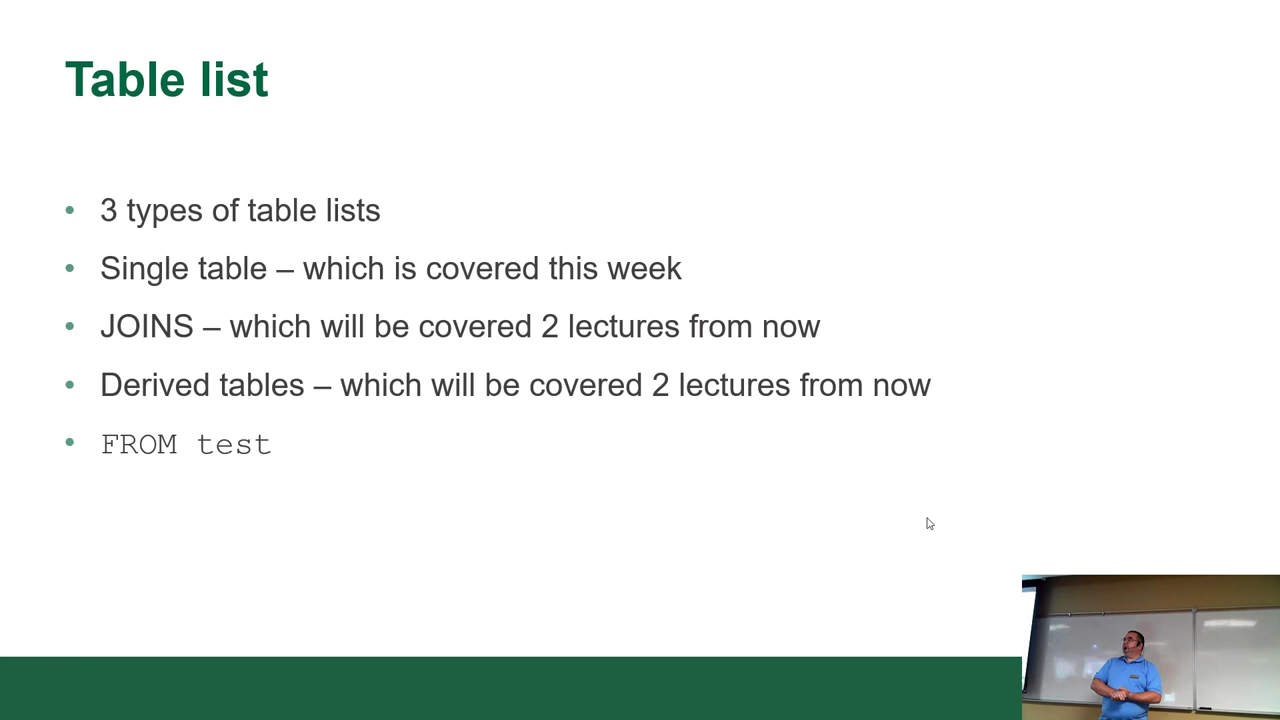 Table list
• 3 types of table lists
• Single table – which is covered this week
• JOINS – which will be covered 2 lectures from now
• Derived tables – which will be covered 2 lectures from now
• FROM test